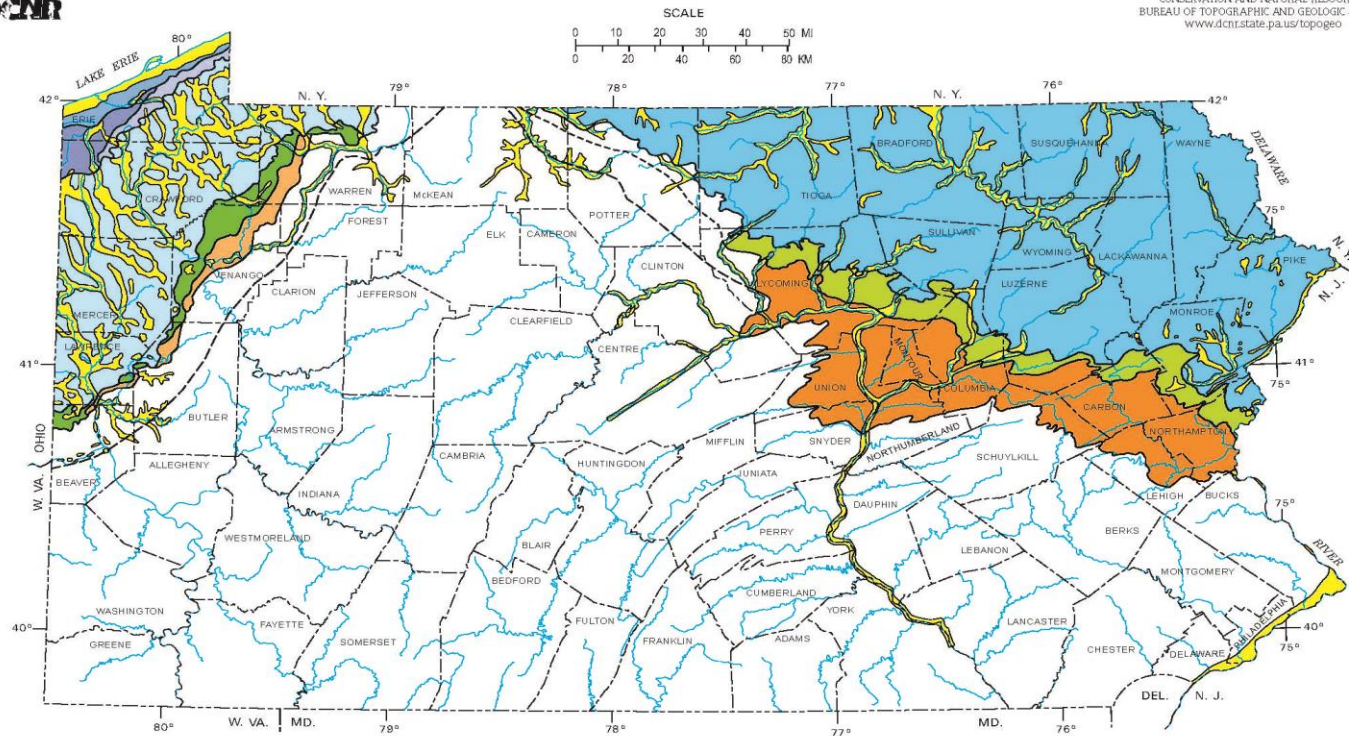 DCNR
SCALE
0 10 20 30 40 50 MI
0 20 40 60 80 KM
BUREAU OF TOPOGRAPHIC AND GEOLOGIC
www.dcnr.state.pa.us/topogeo
LAKE ERIE
80°
42°
N. Y.
79°
78°
77°
N. Y.
76°
42°
DELAWARE
ERIE
CRAWFORD
WARREN
McKEAN
POTTER
TIOGA
BRADFORD
SUSQUEHANNA
WAYNE
75°
N. Y.
N. J.
FOREST
ELK
CAMERON
SULLIVAN
WYOMING
LACKAWANNA
PIKE
VENANGO
CLARION
JEFFERSON
CLINTON
LYCOMING
LUZERNE
MONROE
MERCER
LAWRENCE
CLEARFIELD
CENTRE
MONTOUR
COLUMBIA
UNION
CARBON
NORTHAMPTON
41°
41°
75°
BUTLER
ARMSTRONG
OHIO
W. VA.
BEAVER
ALLEGHENY
INDIANA
CAMBRIA
HUNTINGDON
MIFFLIN
SNYDER
NORTHUMBERLAND
SCHUYLKILL
JUNIATA
DAUPHIN
LEHIGH
BUCKS
75°
WESTMORELAND
BLAIR
PERRY
LEBANON
BERKS
RIVER
BEDFORD
CUMBERLAND
MONTGOMERY
WASHINGTON
FAYETTE
SOMERSET
FULTON
FRANKLIN
YORK
ADAMS
LANCASTER
CHESTER
DELAWARE
PHILADELPHIA
40°
40°
75°
GREENE
DEL.
N. J.
80°
W. VA.
MD.
79°
78°
77°
MD.
76°